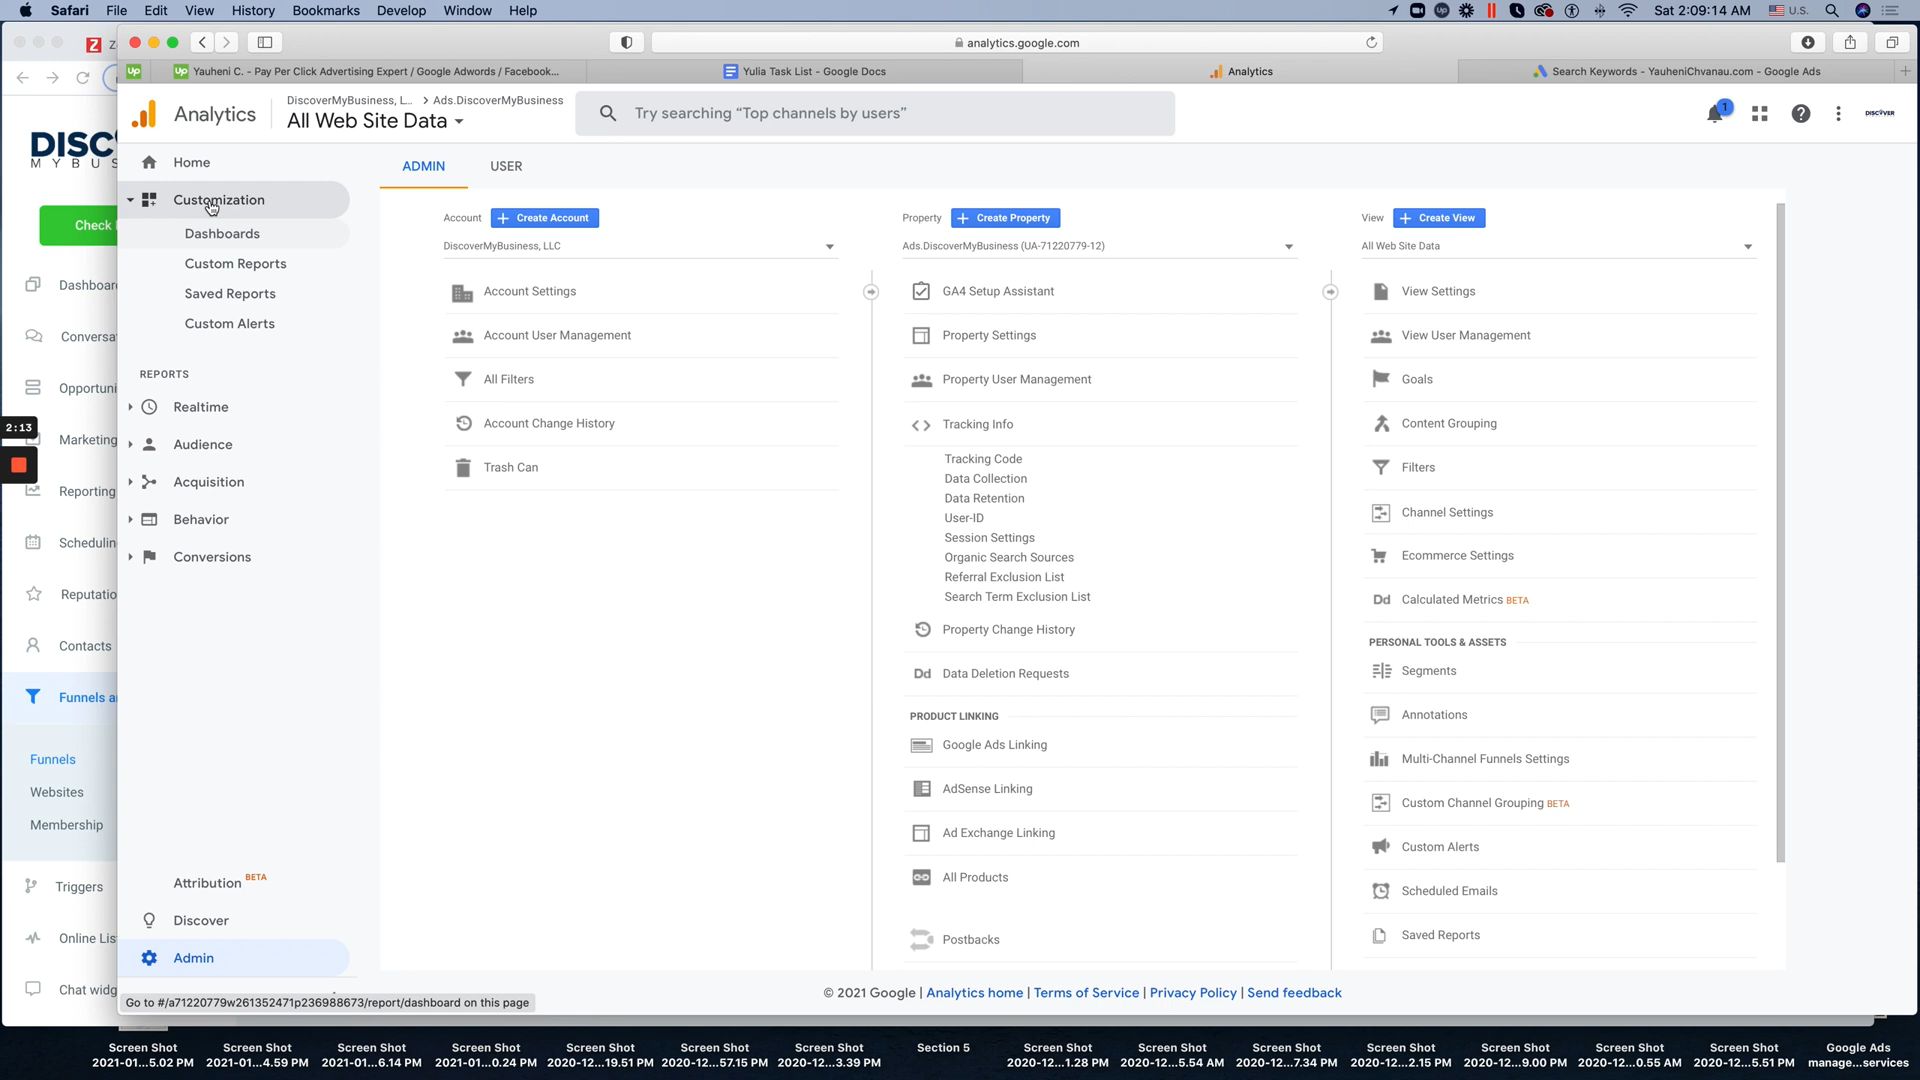 Safari File Edit View History Bookmarks Develop Window Help
Sat 2:09:14 AM U.S.
analytics.google.com
Yauheni C. - Pay Per Click Advertising Expert / Google Adwords / Facebook...
Yulia Task List - Google Docs
Analytics
Search Keywords - YauheniChvanau.com - Google Ads
Analytics
DiscoverMyBusiness, L... > Ads.DiscoverMyBusiness
All Web Site Data
Try searching “Top channels by users”
1
DISCOVER
DISC
MYBUS
Check
Dashboar
Conversa
Opportuni
2:13
Marketing
Reporting
Schedulin
Reputatio
Contacts
Funnels a
Funnels
Websites
Membership
Triggers
Online Lis
Chat widg
Home
Customization
Dashboards
Custom Reports
Saved Reports
Custom Alerts
REPORTS
Realtime
Audience
Acquisition
Behavior
Conversions
Attribution BETA
Discover
Admin
Go to #/a71220779w261352471p236988673/report/dashboard on this page
ADMIN USER
Account + Create Account
DiscoverMyBusiness, LLC
Account Settings
Account User Management
All Filters
Account Change History
Trash Can
Property + Create Property
Ads.DiscoverMyBusiness (UA-71220779-12)
GA4 Setup Assistant
Property Settings
Property User Management
Tracking Info
Tracking Code
Data Collection
Data Retention
User-ID
Session Settings
Organic Search Sources
Referral Exclusion List
Search Term Exclusion List
Property Change History
Dd Data Deletion Requests
PRODUCT LINKING
Google Ads Linking
AdSense Linking
Ad Exchange Linking
All Products
Postbacks
View + Create View
All Web Site Data
View Settings
View User Management
Goals
Content Grouping
Filters
Channel Settings
Ecommerce Settings
Dd Calculated Metrics BETA
PERSONAL TOOLS & ASSETS
Segments
Annotations
Multi-Channel Funnels Settings
Custom Channel Grouping BETA
Custom Alerts
Scheduled Emails
Saved Reports
© 2021 Google | Analytics home | Terms of Service | Privacy Policy | Send feedback
Screen Shot Screen Shot Screen Shot Screen Shot Screen Shot Screen Shot Screen Shot Section 5 Screen Shot Screen Shot Screen Shot Screen Shot Screen Shot Screen Shot Screen Shot Google Ads
2021-01...5.02 PM 2021-01...4.59 PM 2021-01...6.14 PM 2021-01...0.24 PM 2020-12...19.51 PM 2020-12...57.15 PM 2020-12...3.39 PM 2020-12...1.28 PM 2020-12...5.54 AM 2020-12...7.34 PM 2020-12...2.15 PM 2020-12...9.00 PM 2020-12...0.55 AM 2020-12...5.51 PM manage...services